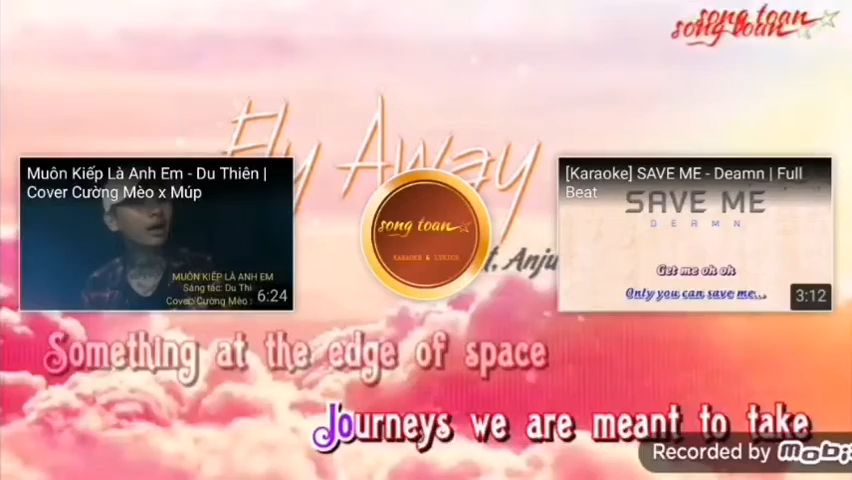 song toan
song toan
Fly Away
Muôn Kiếp Là Anh Em - Du Thiên |
Cover Cường Mèo x Múp
MUÔN KIẾP LÀ ANH EM
Sáng tác: Du Thi
Cover Cường Mèo
6:24
song toan
KARAOKE & LYRICS
t. Anju
[Karaoke] SAVE ME - Deamn | Full
Beat
SAVE ME
DEAMN
Get me oh oh
Only you can save me...
3:12
Something at the edge of space
Journeys we are meant to take
Recorded by mobi